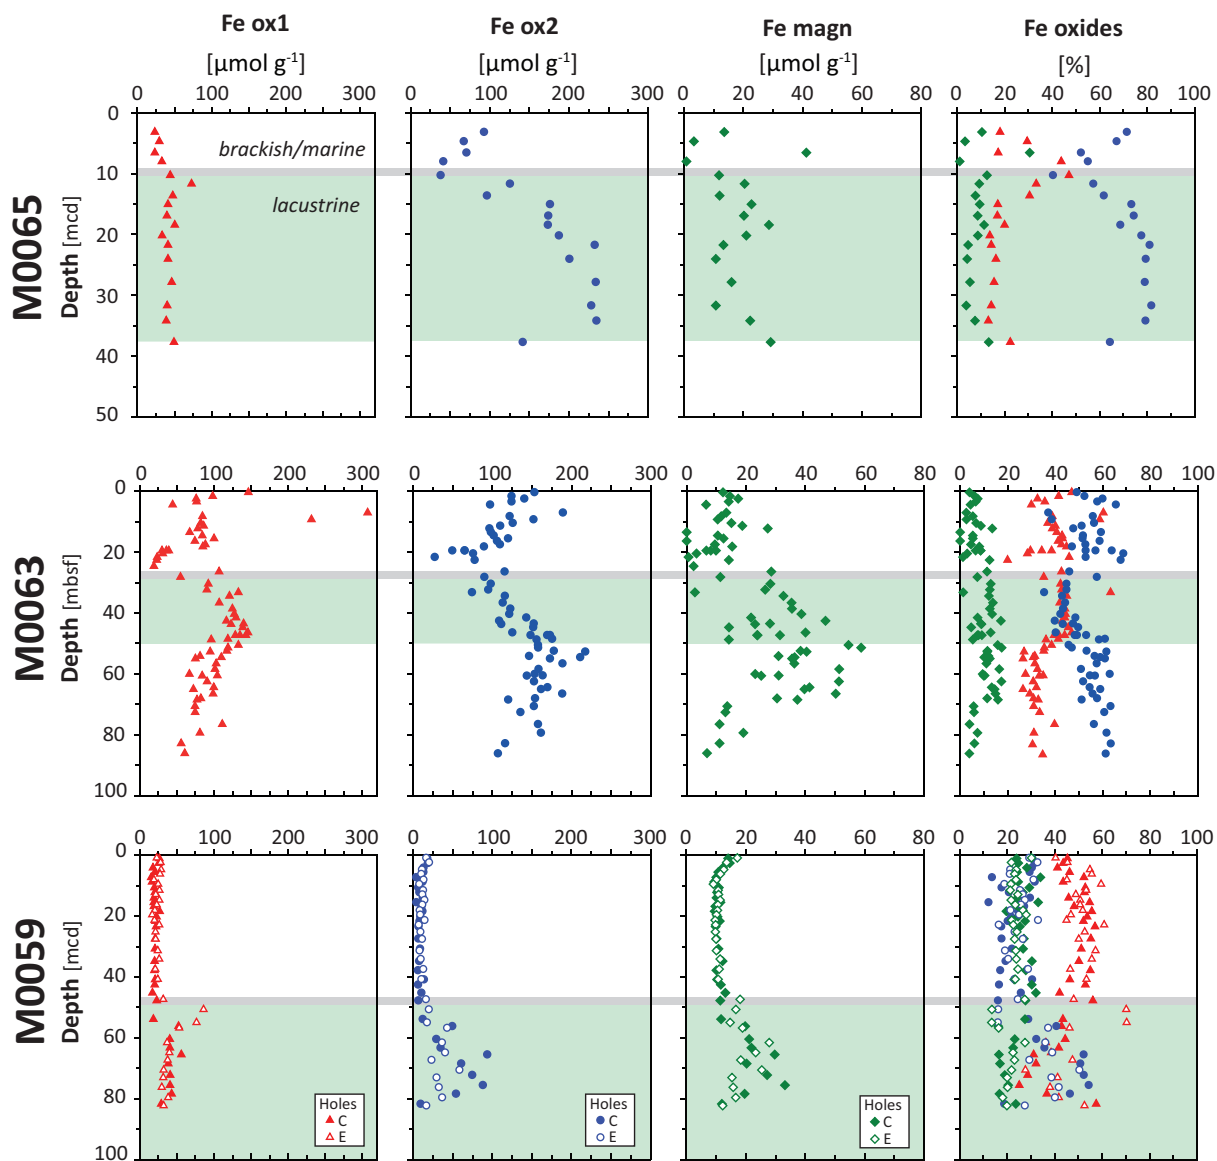 Fe ox1 Fe ox2 Fe magn Fe oxides
[µmol g-1] [µmol g-1] [µmol g-1] [%]
0 100 200 300 0 100 200 300 0 20 40 60 80 0 20 40 60 80 100
M0065
Depth [mcd]
0
10
20
30
40
50
brackish/marine
lacustrine
0 100 200 300 0 100 200 300 0 20 40 60 80 0 20 40 60 80 100
M0063
Depth [mbsf]
0
20
40
60
80
100
0 100 200 300 0 100 200 300 0 20 40 60 80 0 20 40 60 80 100
M0059
Depth [mcd]
0
20
40
60
80
100
Holes
C
E
Holes
C
E
Holes
C
E